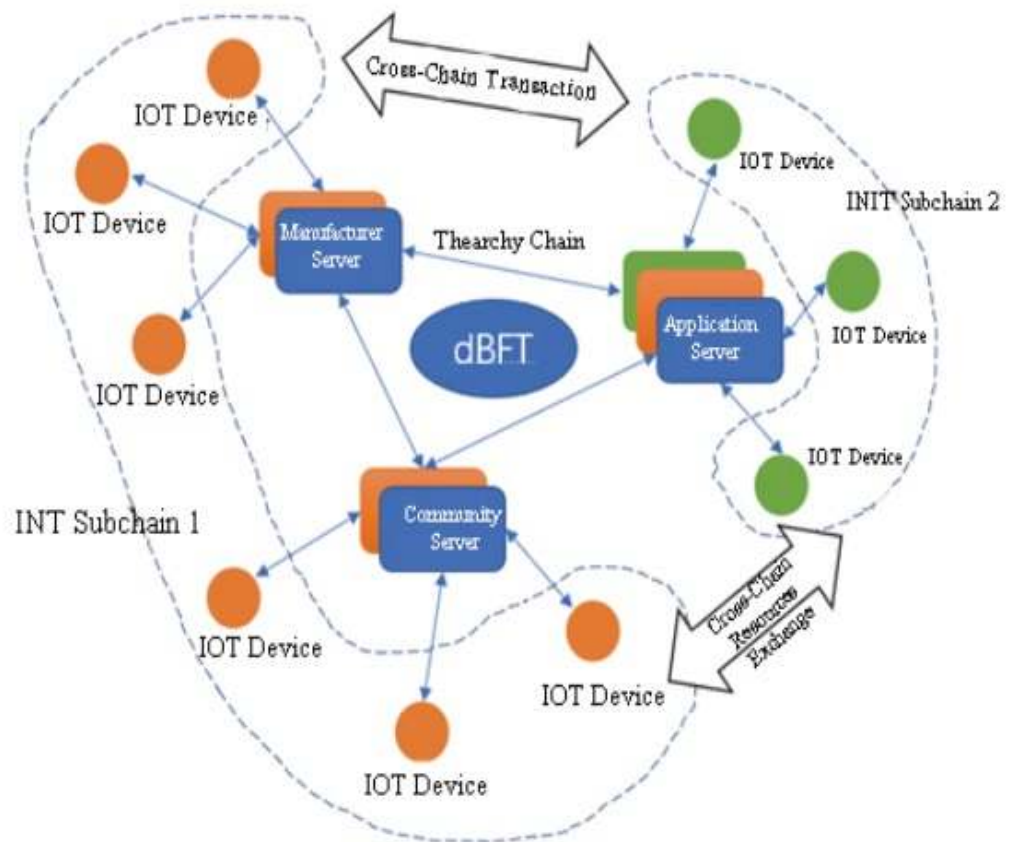 Cross-Chain Transaction
IOT Device
IOT Device
IOT Device
INIT Subchain 2
IOT Device
Manufacturer
Server
Thearchy Chain
Application
Server
IOT Device
dBFT
IOT Device
IOT Device
INT Subchain 1
Community
Server
Cross-Chain
Resources
Exchange
IOT Device
IOT Device
IOT Device